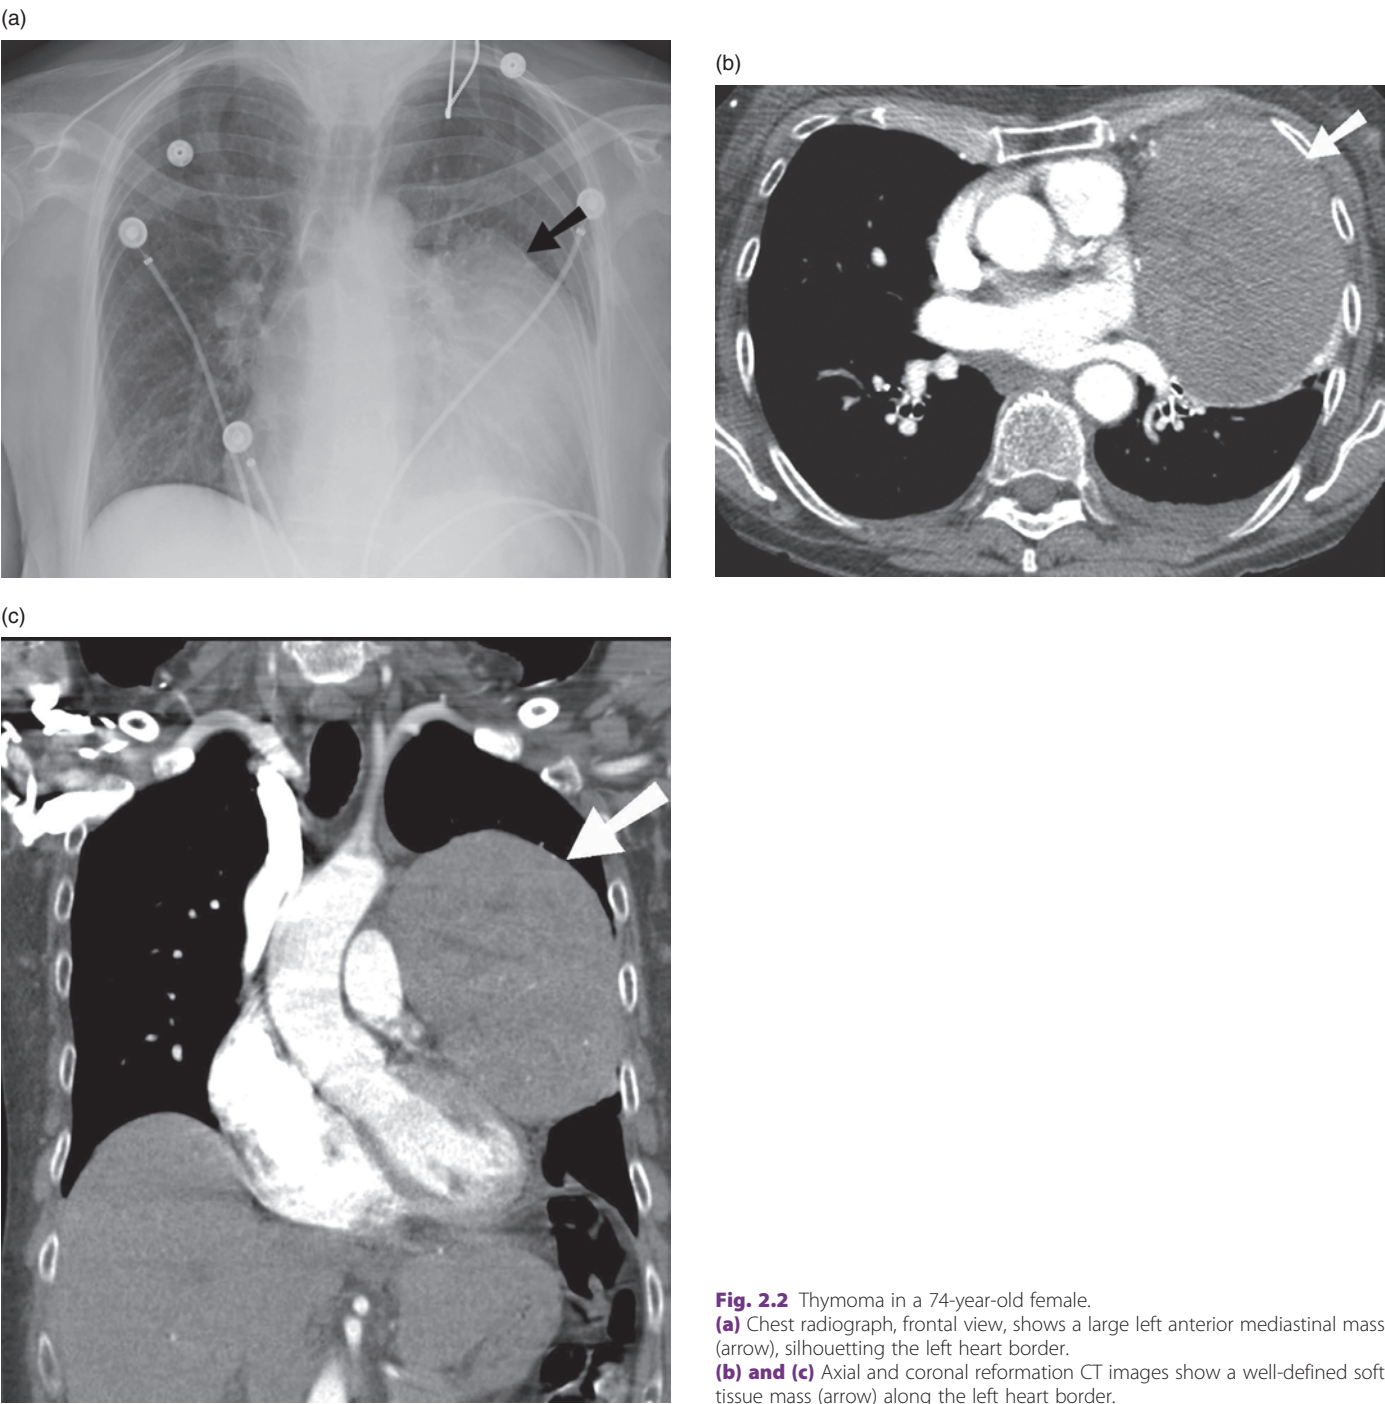 (a)
(b)
(c)
Fig. 2.2 Thymoma in a 74-year-old female.
(a) Chest radiograph, frontal view, shows a large left anterior mediastinal mass
(arrow), silhouetting the left heart border.
(b) and (c) Axial and coronal reformation CT images show a well-defined soft
tissue mass (arrow) along the left heart border.